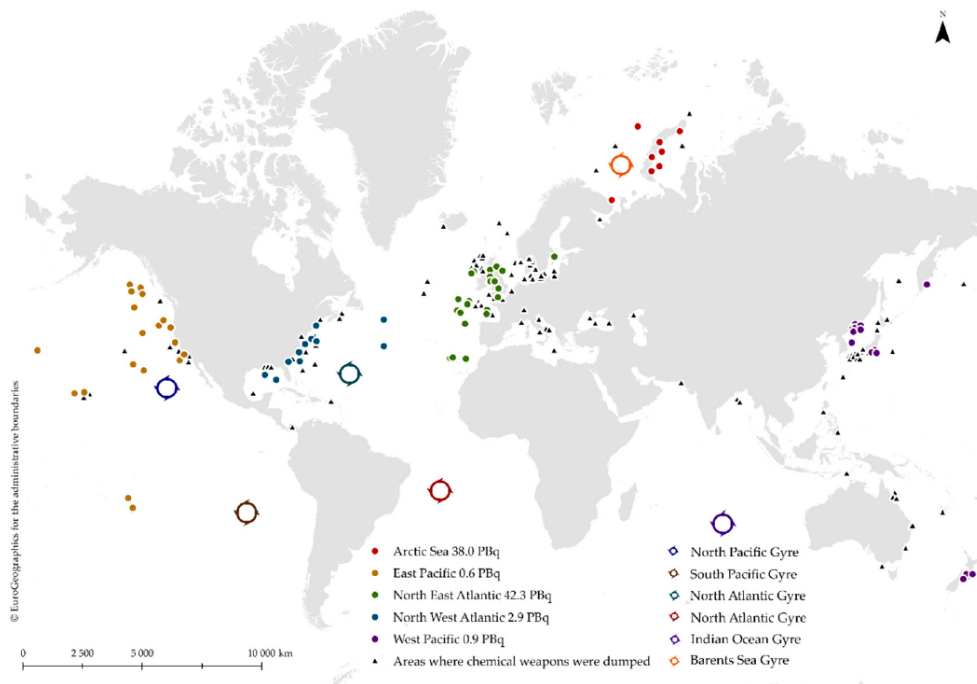 N
© EuroGeographics for the administrative boundaries
Arctic Sea 38.0 PBq
East Pacific 0.6 PBq
North East Atlantic 42.3 PBq
North West Atlantic 2.9 PBq
West Pacific 0.9 PBq
Areas where chemical weapons were dumped
North Pacific Gyre
South Pacific Gyre
North Atlantic Gyre
North Atlantic Gyre
Indian Ocean Gyre
Barents Sea Gyre
0 2 500 5 000 10 000 km